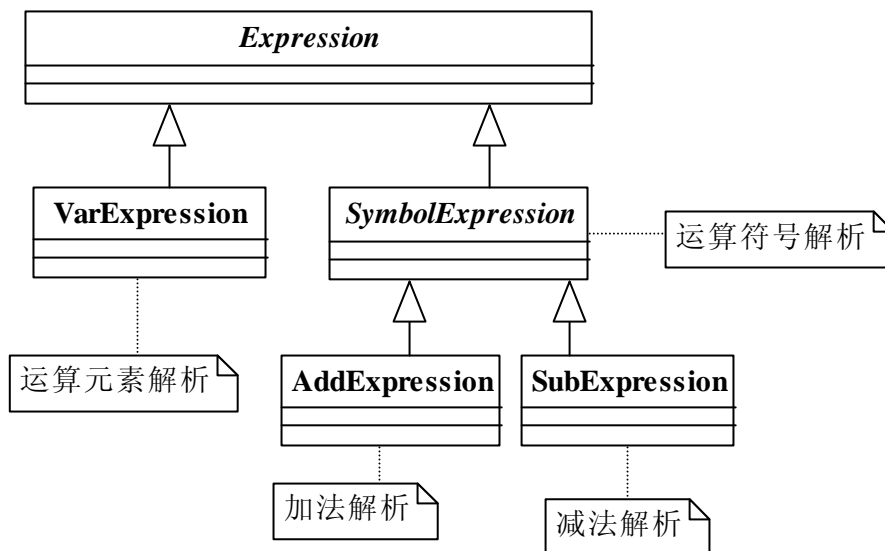 Expression
VarExpression
SymbolExpression
运算符号解析
运算元素解析
AddExpression
SubExpression
加法解析
减法解析